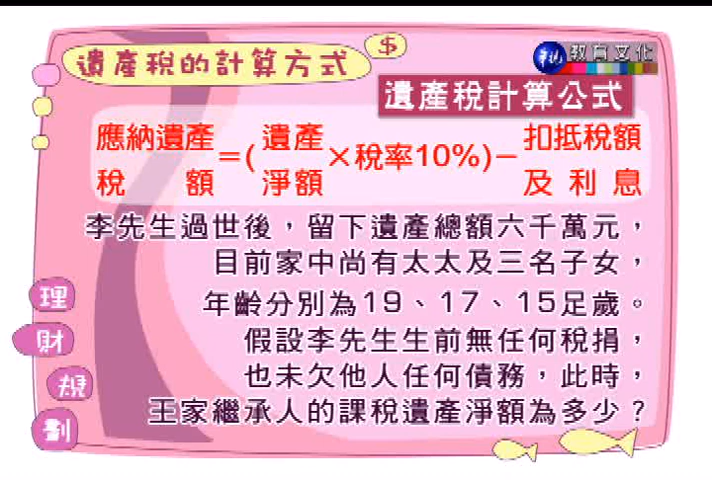 遺產稅的計算方式
$
華視 教育文化
遺產稅計算公式
應納遺產稅額＝(遺產淨額×稅率10%)－扣抵稅額及利息
李先生過世後，留下遺產總額六千萬元，
目前家中尚有太太及三名子女，
年齡分別為19、17、15足歲。
假設李先生生前無任何稅捐，
也未欠他人任何債務，此時，
王家繼承人的課稅遺產淨額為多少？
理
財
規
劃